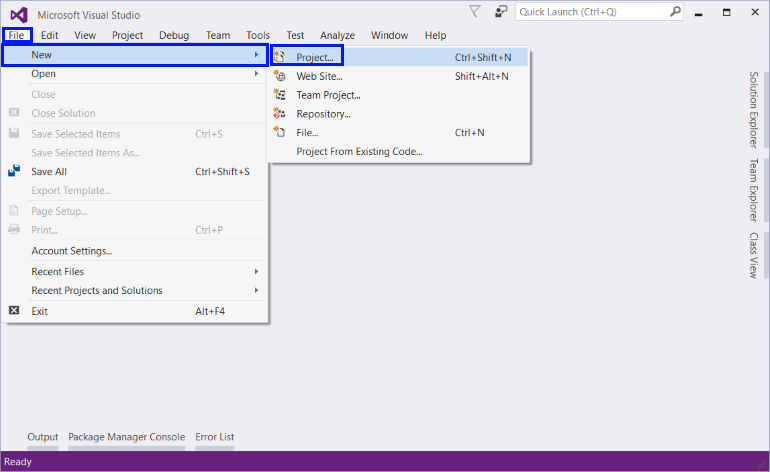 Microsoft Visual Studio
Quick Launch (Ctrl+Q)
File Edit View Project Debug Team Tools Test Analyze Window Help
New
Open
Close
Close Solution
Save Selected Items Ctrl+S
Save Selected Items As...
Save All Ctrl+Shift+S
Export Template...
Page Setup...
Print... Ctrl+P
Account Settings...
Recent Files
Recent Projects and Solutions
Exit Alt+F4
Project... Ctrl+Shift+N
Web Site... Shift+Alt+N
Team Project...
Repository...
File... Ctrl+N
Project From Existing Code...
Solution Explorer
Team Explorer
Class View
Output Package Manager Console Error List
Ready